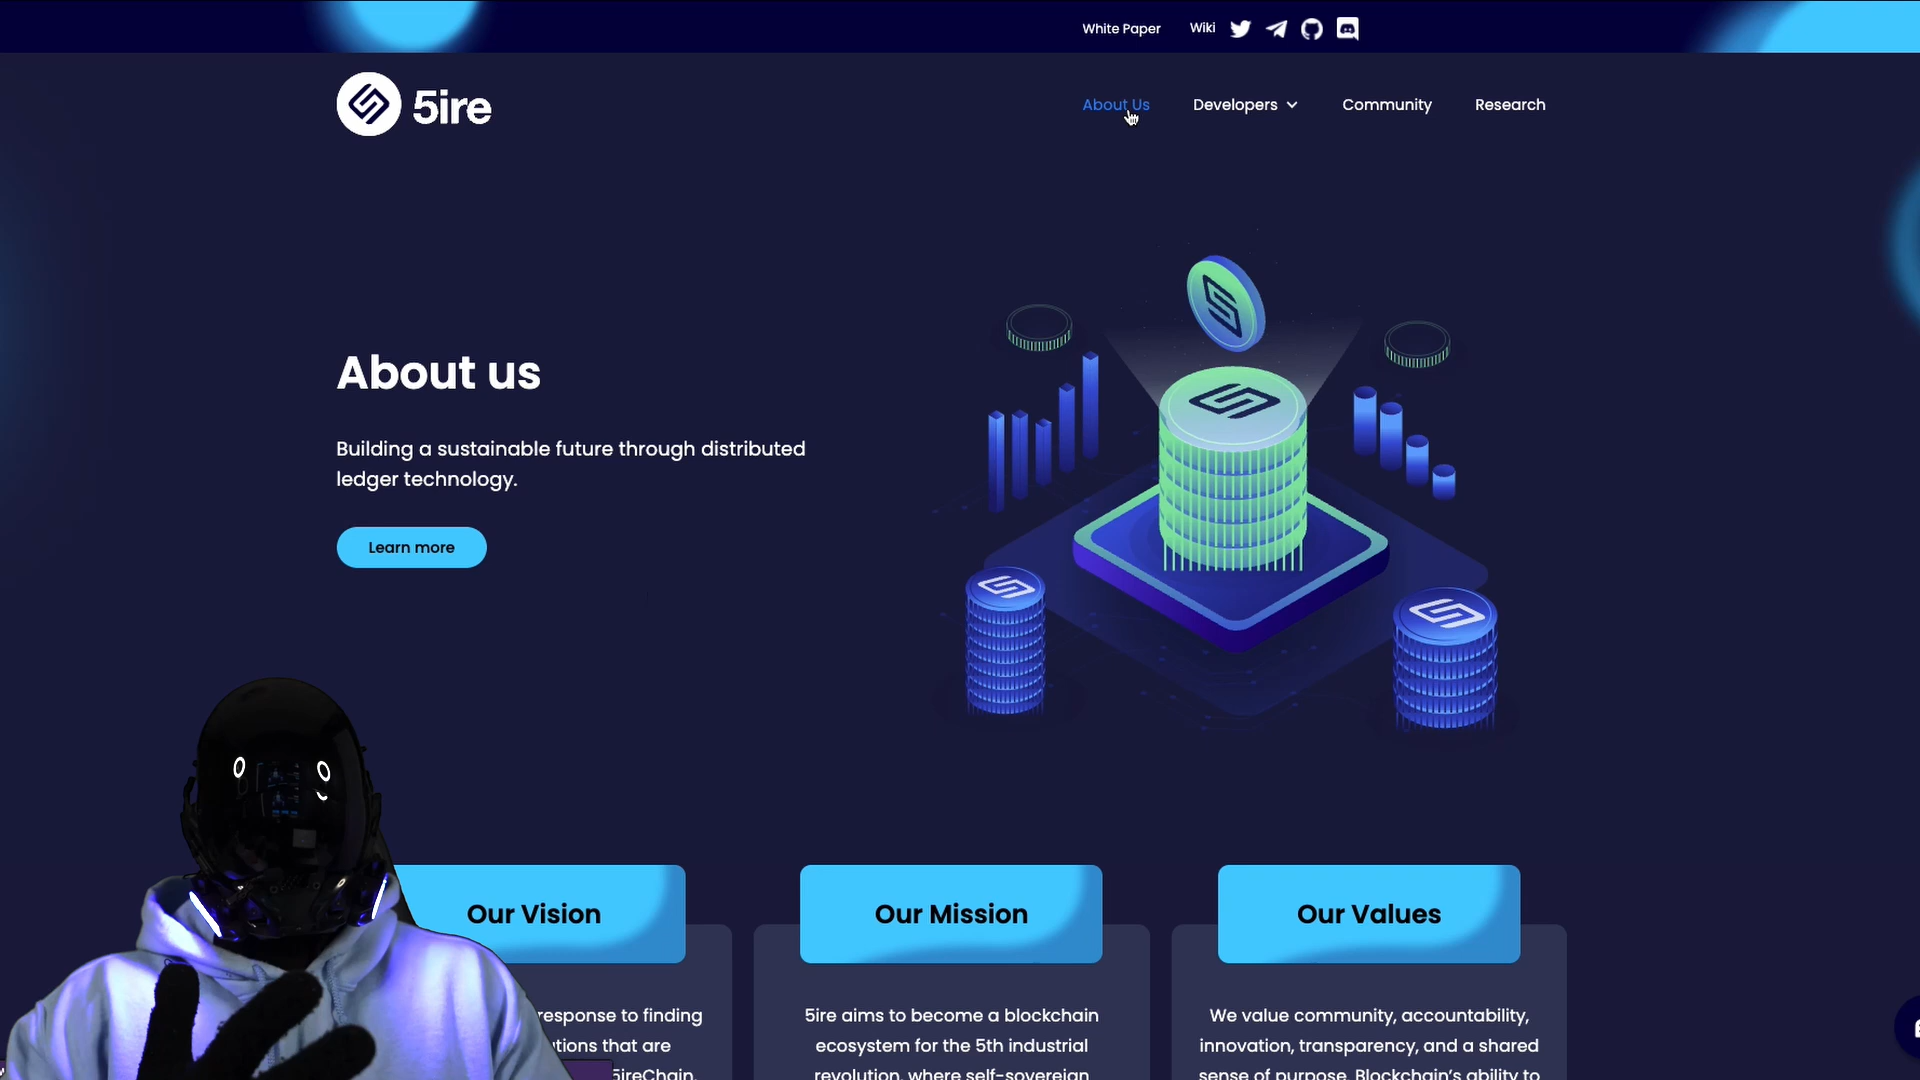 White Paper
Wiki
5ire
About Us
Developers
Community
Research
About us
Building a sustainable future through distributed
ledger technology.
Learn more
Our Vision
response to finding
that are
5ireChain.
Our Mission
5ire aims to become a blockchain
ecosystem for the 5th industrial
revolution, where self-sovereign
Our Values
We value community, accountability,
innovation, transparency, and a shared
sense of purpose. Blockchain's ability to